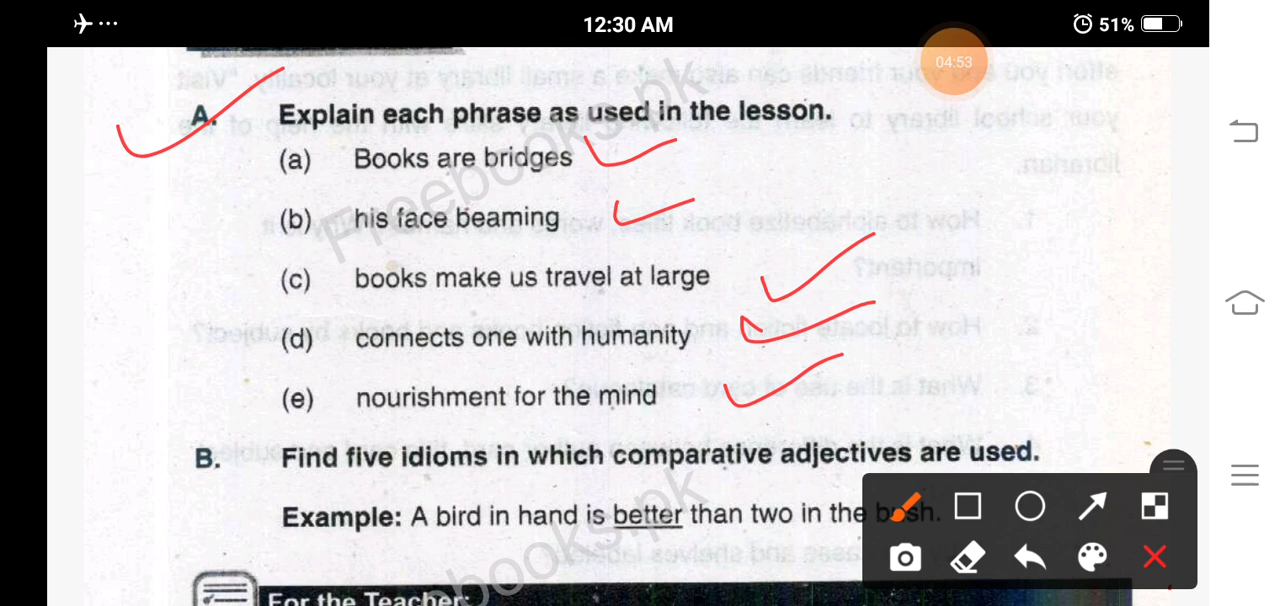 12:30 AM
51%
04:53
A. Explain each phrase as used in the lesson.
(a) Books are bridges
(b) his face beaming
(c) books make us travel at large
(d) connects one with humanity
(e) nourishment for the mind
B. Find five idioms in which comparative adjectives are used.
Example: A bird in hand is better than two in the bush.
For the Teacher:
Freebooks.pk
ebooks.pk